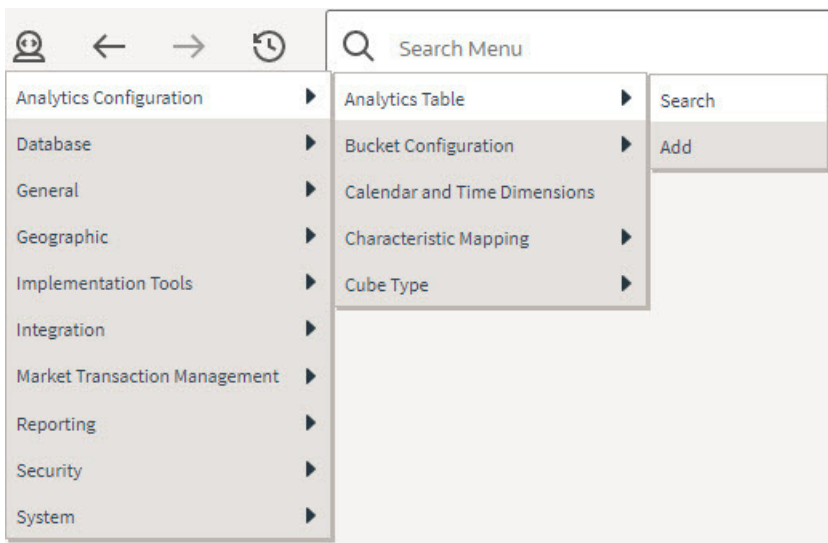 Search Menu
Analytics Configuration
Database
General
Geographic
Implementation Tools
Integration
Market Transaction Management
Reporting
Security
System
Analytics Table
Bucket Configuration
Calendar and Time Dimensions
Characteristic Mapping
Cube Type
Search
Add